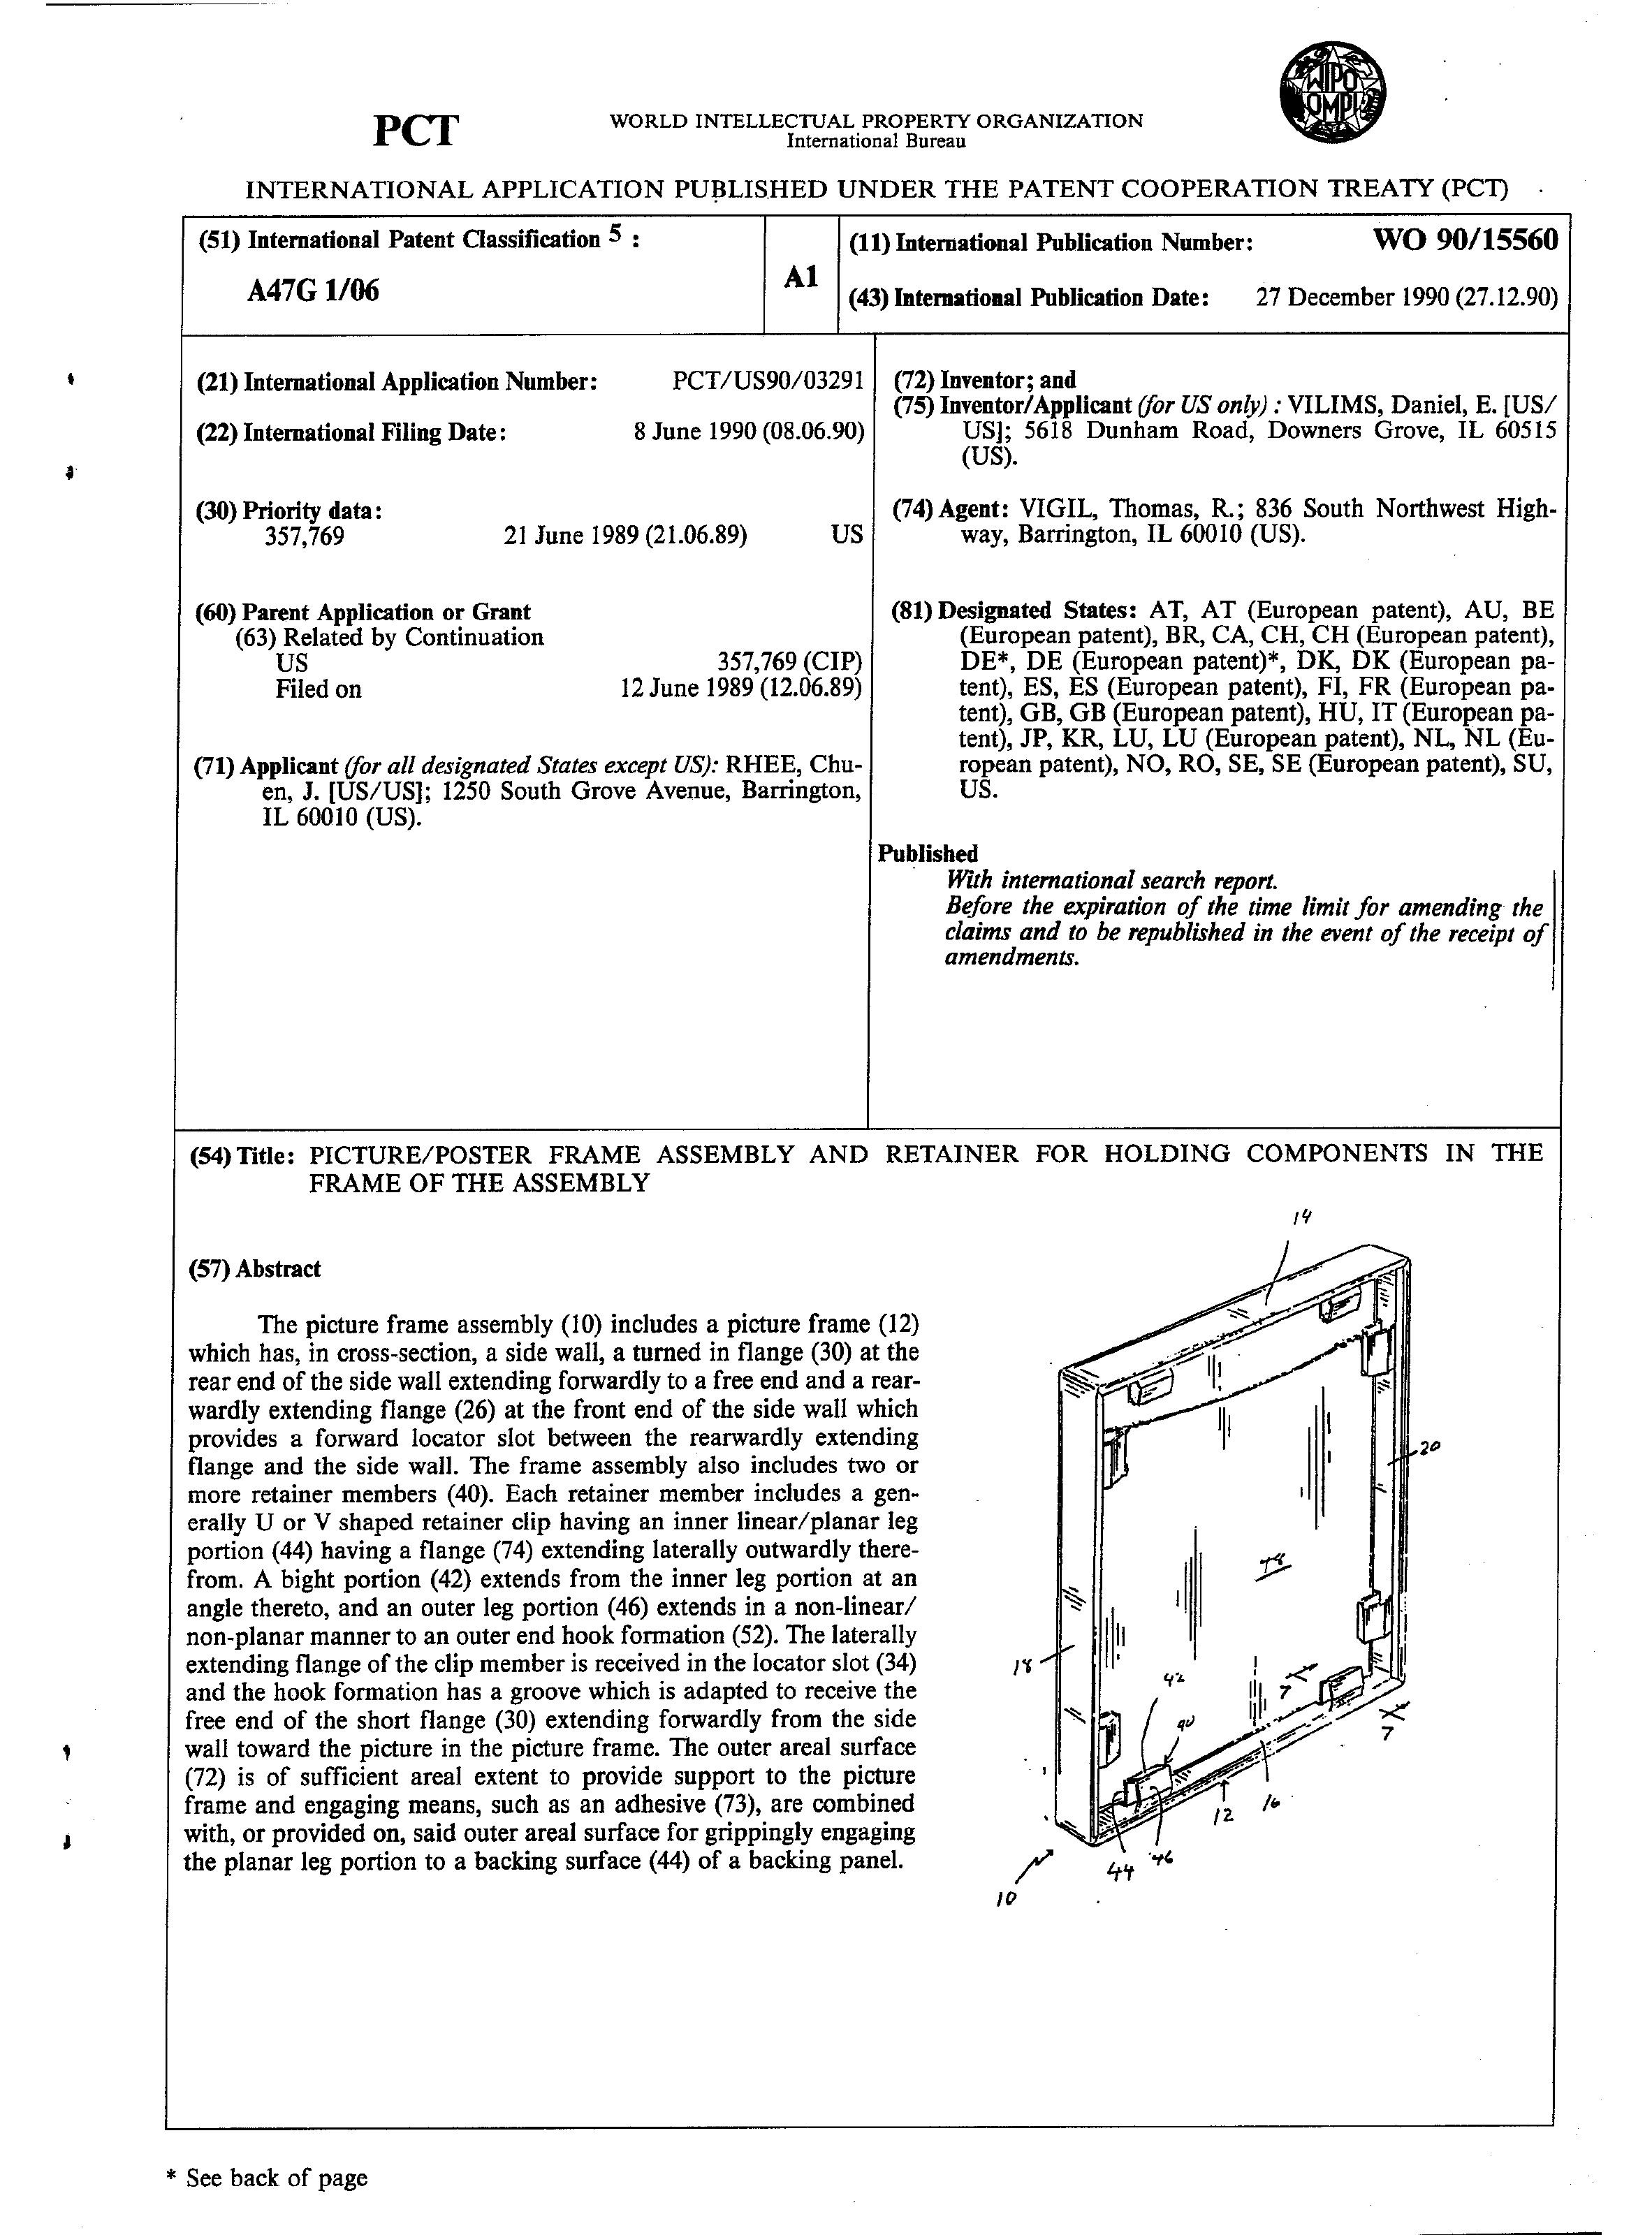 WIPO
OMPI
PCT
WORLD INTELLECTUAL PROPERTY ORGANIZATION
International Bureau
INTERNATIONAL APPLICATION PUBLISHED UNDER THE PATENT COOPERATION TREATY (PCT)
(51) International Patent Classification 5 :
A47G 1/06
A1
(11) International Publication Number: WO 90/15560
(43) International Publication Date: 27 December 1990 (27.12.90)
(21) International Application Number: PCT/US90/03291
(22) International Filing Date: 8 June 1990 (08.06.90)
(30) Priority data:
357,769 21 June 1989 (21.06.89) US
(60) Parent Application or Grant
(63) Related by Continuation
US 357,769 (CIP)
Filed on 12 June 1989 (12.06.89)
(71) Applicant (for all designated States except US): RHEE, Chu-
en, J. [US/US]; 1250 South Grove Avenue, Barrington,
IL 60010 (US).
(72) Inventor; and
(75) Inventor/Applicant (for US only) : VILIMS, Daniel, E. [US/
US]; 5618 Dunham Road, Downers Grove, IL 60515
(US).
(74) Agent: VIGIL, Thomas, R.; 836 South Northwest High-
way, Barrington, IL 60010 (US).
(81) Designated States: AT, AT (European patent), AU, BE
(European patent), BR, CA, CH, CH (European patent),
DE*, DE (European patent)*, DK, DK (European pa-
tent), ES, ES (European patent), FI, FR (European pa-
tent), GB, GB (European patent), HU, IT (European pa-
tent), JP, KR, LU, LU (European patent), NL, NL (Eu-
ropean patent), NO, RO, SE, SE (European patent), SU,
US.
Published
With international search report.
Before the expiration of the time limit for amending the
claims and to be republished in the event of the receipt of
amendments.
(54) Title: PICTURE/POSTER FRAME ASSEMBLY AND RETAINER FOR HOLDING COMPONENTS IN THE
FRAME OF THE ASSEMBLY
(57) Abstract
The picture frame assembly (10) includes a picture frame (12)
which has, in cross-section, a side wall, a turned in flange (30) at the
rear end of the side wall extending forwardly to a free end and a rear-
wardly extending flange (26) at the front end of the side wall which
provides a forward locator slot between the rearwardly extending
flange and the side wall. The frame assembly also includes two or
more retainer members (40). Each retainer member includes a gen-
erally U or V shaped retainer clip having an inner linear/planar leg
portion (44) having a flange (74) extending laterally outwardly there-
from. A bight portion (42) extends from the inner leg portion at an
angle thereto, and an outer leg portion (46) extends in a non-linear/
non-planar manner to an outer end hook formation (52). The laterally
extending flange of the clip member is received in the locator slot (34)
and the hook formation has a groove which is adapted to receive the
free end of the short flange (30) extending forwardly from the side
wall toward the picture in the picture frame. The outer areal surface
(72) is of sufficient areal extent to provide support to the picture
frame and engaging means, such as an adhesive (73), are combined
with, or provided on, said outer areal surface for grippingly engaging
the planar leg portion to a backing surface (44) of a backing panel.
14
20
18
42
7
40
7
12
16
44
46
10
* See back of page